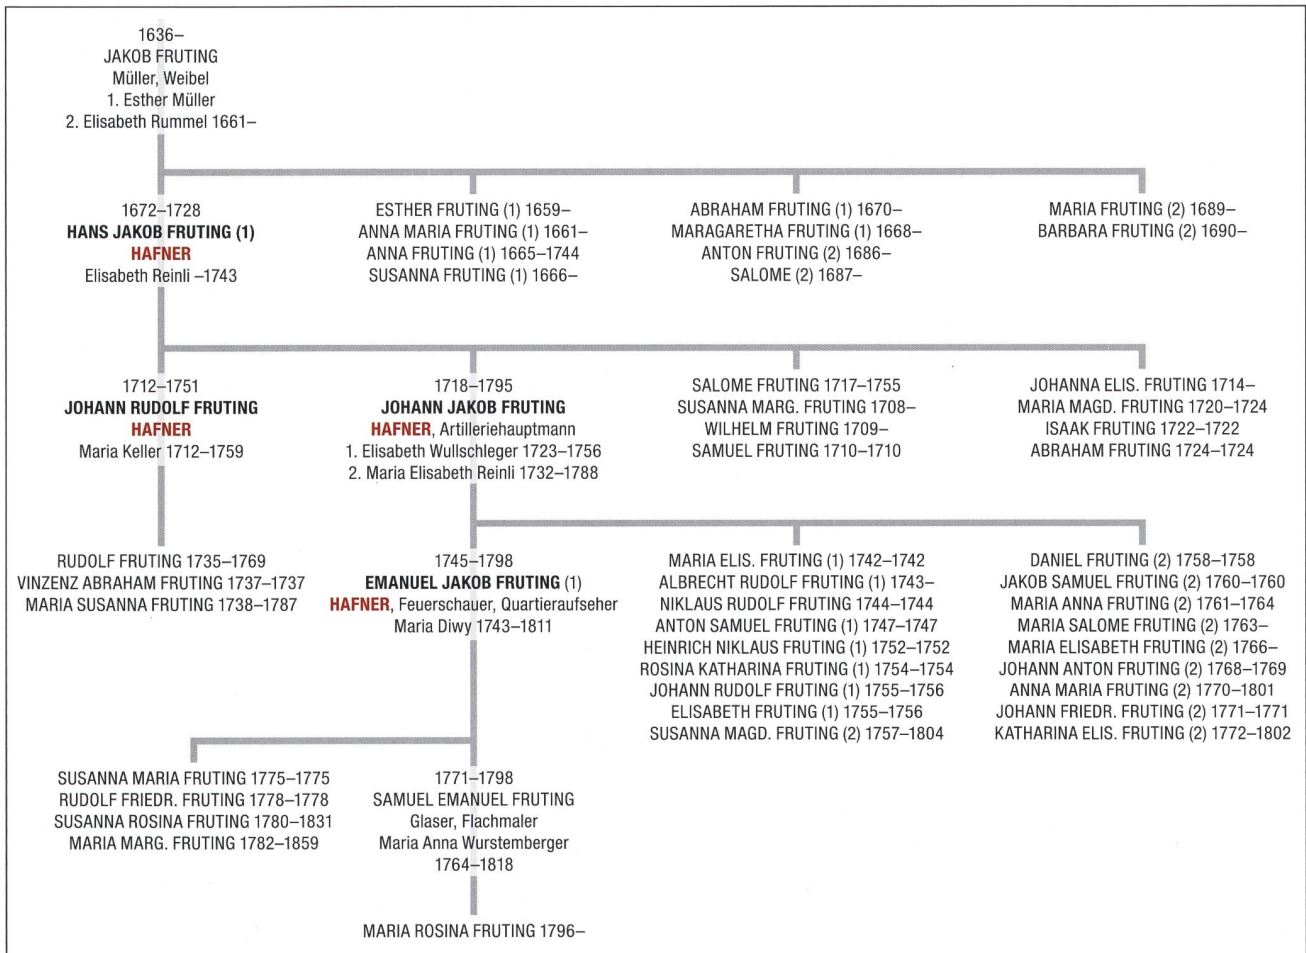 1636–
JAKOB FRUTING
Müller, Weibel
1. Esther Müller
2. Elisabeth Rummel 1661–
1672–1728
HANS JAKOB FRUTING (1)
HAFNER
Elisabeth Reinli –1743
ESTHER FRUTING (1) 1659–
ANNA MARIA FRUTING (1) 1661–
ANNA FRUTING (1) 1665–1744
SUSANNA FRUTING (1) 1666–
ABRAHAM FRUTING (1) 1670–
MARAGARETHA FRUTING (1) 1668–
ANTON FRUTING (2) 1686–
SALOME (2) 1687–
MARIA FRUTING (2) 1689–
BARBARA FRUTING (2) 1690–
1712–1751
JOHANN RUDOLF FRUTING
HAFNER
Maria Keller 1712–1759
1718–1795
JOHANN JAKOB FRUTING
HAFNER, Artilleriehauptmann
1. Elisabeth Wullschleger 1723–1756
2. Maria Elisabeth Reinli 1732–1788
SALOME FRUTING 1717–1755
SUSANNA MARG. FRUTING 1708–
WILHELM FRUTING 1709–
SAMUEL FRUTING 1710–1710
JOHANNA ELIS. FRUTING 1714–
MARIA MAGD. FRUTING 1720–1724
ISAAK FRUTING 1722–1722
ABRAHAM FRUTING 1724–1724
RUDOLF FRUTING 1735–1769
VINZENZ ABRAHAM FRUTING 1737–1737
MARIA SUSANNA FRUTING 1738–1787
1745–1798
EMANUEL JAKOB FRUTING (1)
HAFNER, Feuerschauer, Quartieraufseher
Maria Diwy 1743–1811
MARIA ELIS. FRUTING (1) 1742–1742
ALBRECHT RUDOLF FRUTING (1) 1743–
NIKLAUS RUDOLF FRUTING 1744–1744
ANTON SAMUEL FRUTING (1) 1747–1747
HEINRICH NIKLAUS FRUTING (1) 1752–1752
ROSINA KATHARINA FRUTING (1) 1754–1754
JOHANN RUDOLF FRUTING (1) 1755–1756
ELISABETH FRUTING (1) 1755–1756
SUSANNA MAGD. FRUTING (2) 1757–1804
DANIEL FRUTING (2) 1758–1758
JAKOB SAMUEL FRUTING (2) 1760–1760
MARIA ANNA FRUTING (2) 1761–1764
MARIA SALOME FRUTING (2) 1763–
MARIA ELISABETH FRUTING (2) 1766–
JOHANN ANTON FRUTING (2) 1768–1769
ANNA MARIA FRUTING (2) 1770–1801
JOHANN FRIEDR. FRUTING (2) 1771–1771
KATHARINA ELIS. FRUTING (2) 1772–1802
SUSANNA MARIA FRUTING 1775–1775
RUDOLF FRIEDR. FRUTING 1778–1778
SUSANNA ROSINA FRUTING 1780–1831
MARIA MARG. FRUTING 1782–1859
1771–1798
SAMUEL EMANUEL FRUTING
Glaser, Flachmaler
Maria Anna Wurstemberger
1764–1818
MARIA ROSINA FRUTING 1796–